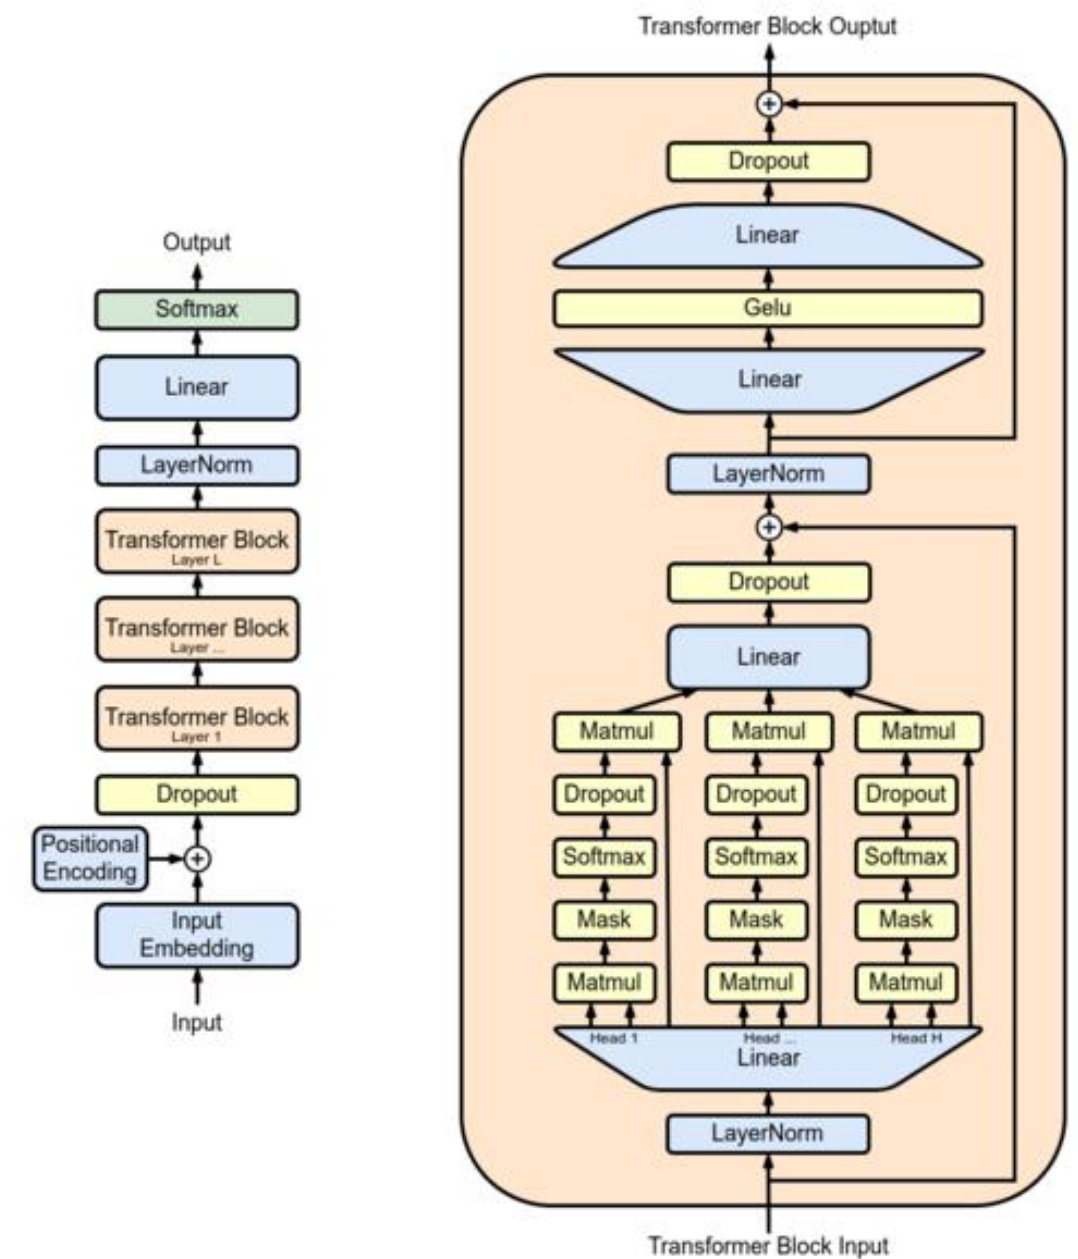 Output
Softmax
Linear
LayerNorm
Transformer Block
Layer L
Transformer Block
Layer ...
Transformer Block
Layer 1
Dropout
Positional
Encoding
+
Input
Embedding
Input
Transformer Block Ouptut
+
Dropout
Linear
Gelu
Linear
LayerNorm
+
Dropout
Linear
Matmul Matmul Matmul
Dropout Dropout Dropout
Softmax Softmax Softmax
Mask Mask Mask
Matmul Matmul Matmul
Head 1 Head ... Head H
Linear
LayerNorm
Transformer Block Input